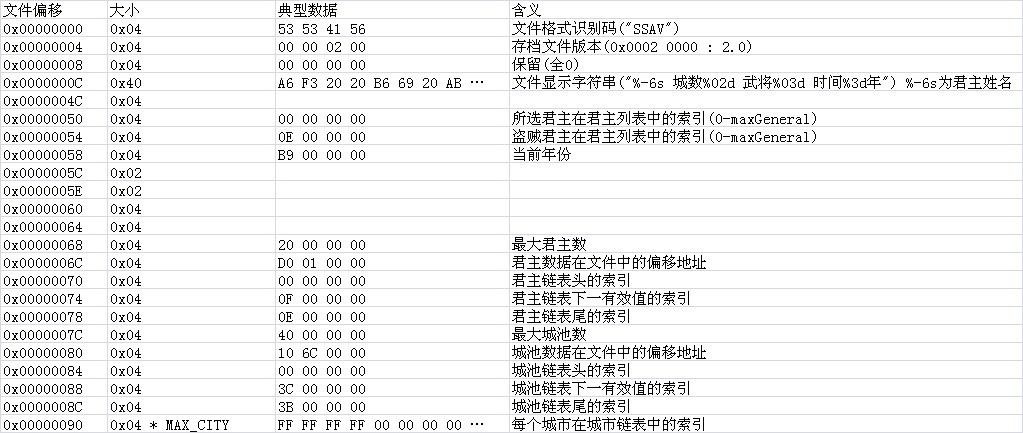 文件偏移 大小 典型数据 含义
0x00000000 0x04 53 53 41 56 文件格式识别码("SSAV")
0x00000004 0x04 00 00 02 00 存档文件版本(0x0002 0000 : 2.0)
0x00000008 0x04 00 00 00 00 保留(全0)
0x0000000C 0x40 A6 F3 20 20 B6 69 20 AB … 文件显示字符串("%-6s 城数%02d 武将%03d 时间%3d年") %-6s为君主姓名
0x0000004C 0x04
0x00000050 0x04 00 00 00 00 所选君主在君主列表中的索引(0-maxGeneral)
0x00000054 0x04 0E 00 00 00 盗贼君主在君主列表中的索引(0-maxGeneral)
0x00000058 0x04 B9 00 00 00 当前年份
0x0000005C 0x02
0x0000005E 0x02
0x00000060 0x04
0x00000064 0x04
0x00000068 0x04 20 00 00 00 最大君主数
0x0000006C 0x04 D0 01 00 00 君主数据在文件中的偏移地址
0x00000070 0x04 00 00 00 00 君主链表头的索引
0x00000074 0x04 0F 00 00 00 君主链表下一有效值的索引
0x00000078 0x04 0E 00 00 00 君主链表尾的索引
0x0000007C 0x04 40 00 00 00 最大城池数
0x00000080 0x04 10 6C 00 00 城池数据在文件中的偏移地址
0x00000084 0x04 00 00 00 00 城池链表头的索引
0x00000088 0x04 3C 00 00 00 城池链表下一有效值的索引
0x0000008C 0x04 3B 00 00 00 城池链表尾的索引
0x00000090 0x04 * MAX_CITY FF FF FF FF 00 00 00 00 … 每个城市在城市链表中的索引